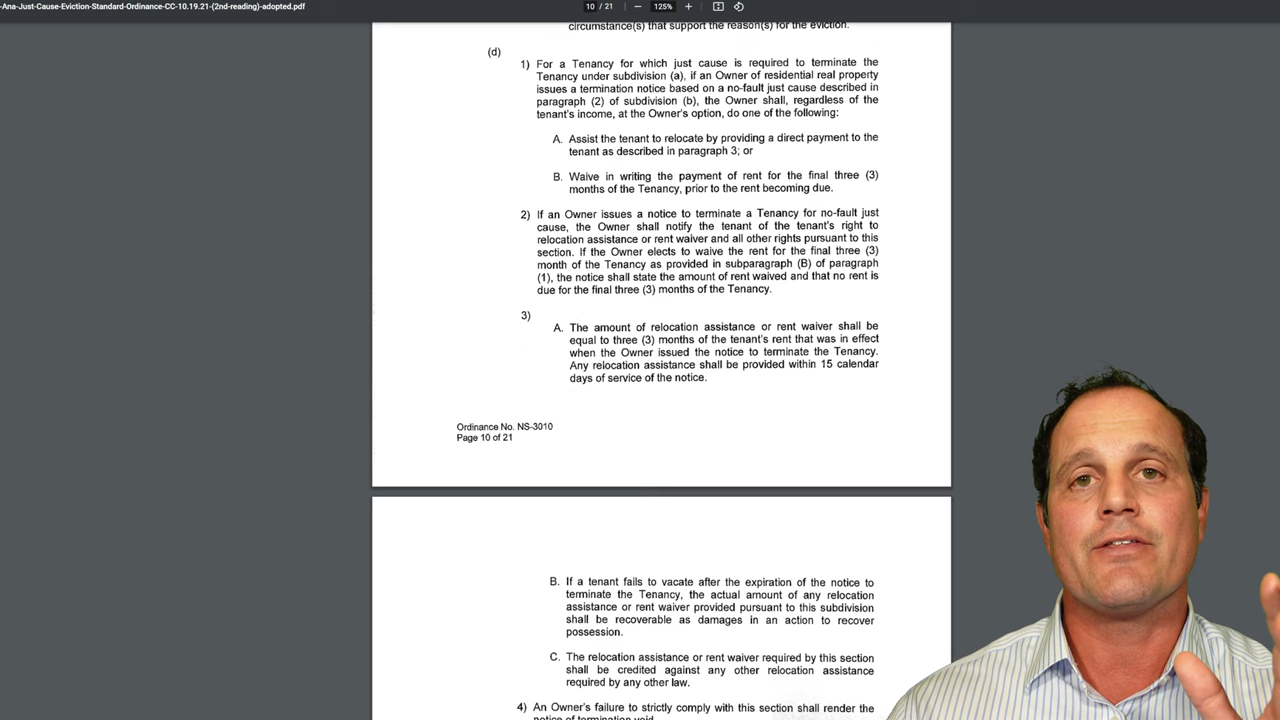 -Ana-Just-Cause-Eviction-Standard-Ordinance-CC-10.19.21-(2nd-reading)-adopted.pdf
10 / 21
125%
circumstance(s) that support the reason(s) for the eviction.
(d)
1) For a Tenancy for which just cause is required to terminate the
Tenancy under subdivision (a), if an Owner of residential real property
issues a termination notice based on a no-fault just cause described in
paragraph (2) of subdivision (b), the Owner shall, regardless of the
tenant's income, at the Owner's option, do one of the following:
A. Assist the tenant to relocate by providing a direct payment to the
tenant as described in paragraph 3; or
B. Waive in writing the payment of rent for the final three (3)
months of the Tenancy, prior to the rent becoming due.
2) If an Owner issues a notice to terminate a Tenancy for no-fault just
cause, the Owner shall notify the tenant of the tenant's right to
relocation assistance or rent waiver and all other rights pursuant to this
section. If the Owner elects to waive the rent for the final three (3)
month of the Tenancy as provided in subparagraph (B) of paragraph
(1), the notice shall state the amount of rent waived and that no rent is
due for the final three (3) months of the Tenancy.
3)
A. The amount of relocation assistance or rent waiver shall be
equal to three (3) months of the tenant's rent that was in effect
when the Owner issued the notice to terminate the Tenancy.
Any relocation assistance shall be provided within 15 calendar
days of service of the notice.
Ordinance No. NS-3010
Page 10 of 21
B. If a tenant fails to vacate after the expiration of the notice to
terminate the Tenancy, the actual amount of any relocation
assistance or rent waiver provided pursuant to this subdivision
shall be recoverable as damages in an action to recover
possession.
C. The relocation assistance or rent waiver required by this section
shall be credited against any other relocation assistance
required by any other law.
4) An Owner's failure to strictly comply with this section shall render the
notice of termination void.